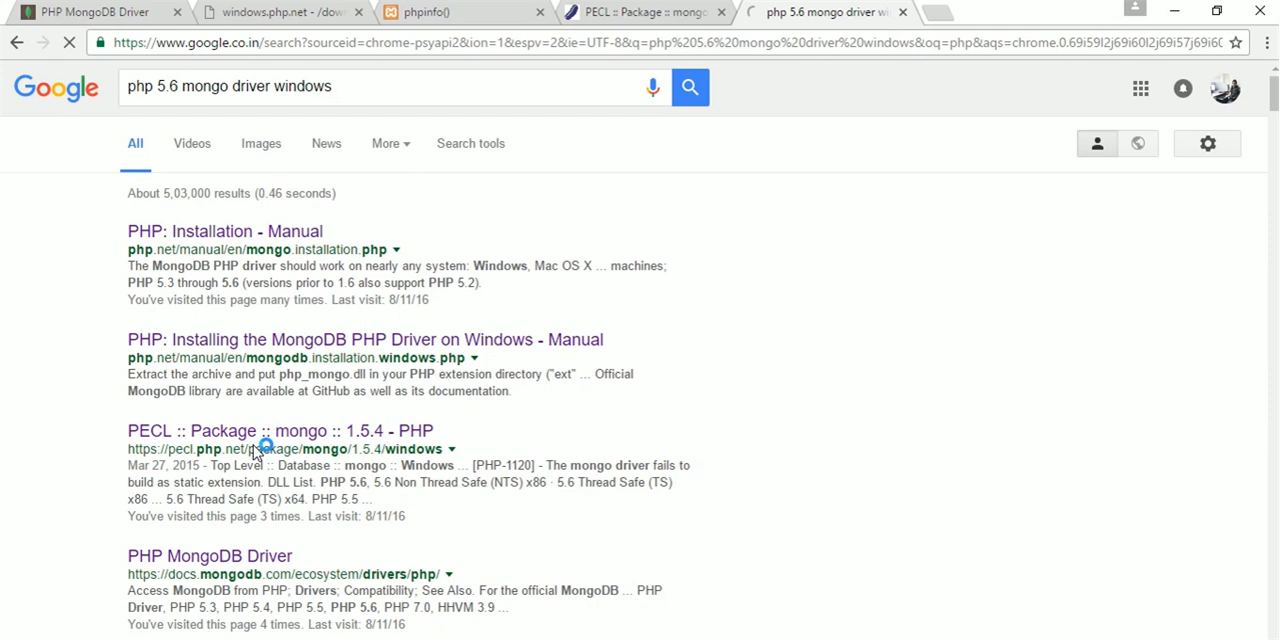 PHP MongoDB Driver
windows.php.net - /dow
phpinfo()
PECL :: Package :: mongo
php 5.6 mongo driver wi
https://www.google.co.in/search?sourceid=chrome-psyapi2&ion=1&espv=2&ie=UTF-8&q=php%205.6%20mongo%20driver%20windows&oq=php&aqs=chrome.0.69i59l2j69i60l2j69i57j69i60
Google
php 5.6 mongo driver windows
All Videos Images News More Search tools
About 5,03,000 results (0.46 seconds)
PHP: Installation - Manual
php.net/manual/en/mongo.installation.php
The MongoDB PHP driver should work on nearly any system: Windows, Mac OS X ... machines;
PHP 5.3 through 5.6 (versions prior to 1.6 also support PHP 5.2).
You've visited this page many times. Last visit: 8/11/16
PHP: Installing the MongoDB PHP Driver on Windows - Manual
php.net/manual/en/mongodb.installation.windows.php
Extract the archive and put php_mongo.dll in your PHP extension directory ("ext" ... Official
MongoDB library are available at GitHub as well as its documentation.
PECL :: Package :: mongo :: 1.5.4 - PHP
https://pecl.php.net/package/mongo/1.5.4/windows
Mar 27, 2015 - Top Level :: Database :: mongo :: Windows ... [PHP-1120] - The mongo driver fails to
build as static extension. DLL List. PHP 5.6, 5.6 Non Thread Safe (NTS) x86 · 5.6 Thread Safe (TS)
x86 ... 5.6 Thread Safe (TS) x64. PHP 5.5 ...
You've visited this page 3 times. Last visit: 8/11/16
PHP MongoDB Driver
https://docs.mongodb.com/ecosystem/drivers/php/
Access MongoDB from PHP; Drivers; Compatibility; See Also. For the official MongoDB ... PHP
Driver, PHP 5.3, PHP 5.4, PHP 5.5, PHP 5.6, PHP 7.0, HHVM 3.9 ...
You've visited this page 4 times. Last visit: 8/11/16